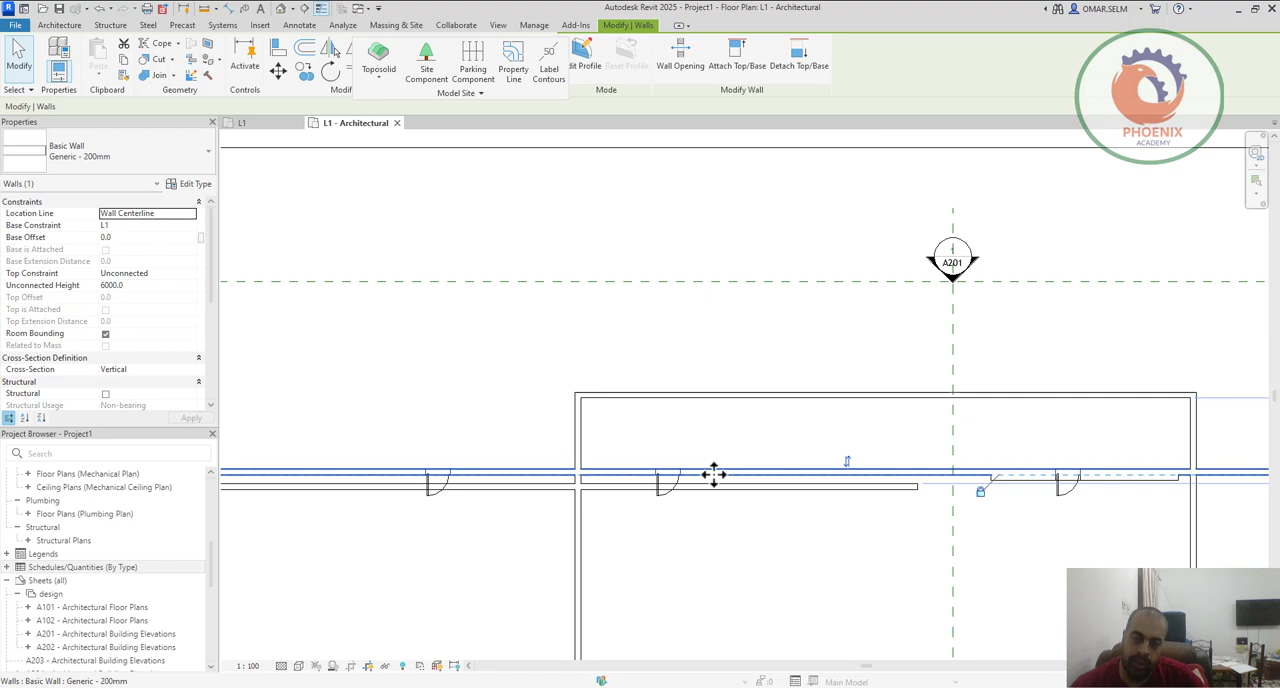 Autodesk Revit 2025 - Project1 - Floor Plan: L1 - Architectural
OMAR.SELM
File Architecture Structure Steel Precast Systems Insert Annotate Analyze Massing & Site Collaborate View Manage Add-Ins Modify | Walls
Modify
Select
Properties
Paste
Clipboard
Cope
Cut
Join
Geometry
Activate
Controls
Modif
Toposolid
Site Component
Parking Component
Property Line
Label Contours
Model Site
dit Profile
Reset Profile
Mode
Wall Opening
Attach Top/Base
Detach Top/Base
Modify Wall
PHOENIX
ACADEMY
Modify | Walls
Properties
L1
L1 - Architectural
Basic Wall
Generic - 200mm
Walls (1)
Edit Type
Constraints
Location Line Wall Centerline
Base Constraint L1
Base Offset 0.0
Base is Attached
Base Extension Distance 0.0
Top Constraint Unconnected
Unconnected Height 6000.0
Top Offset 0.0
Top is Attached
Top Extension Distance 0.0
Room Bounding
Related to Mass
Cross-Section Definition
Cross-Section Vertical
Structural
Structural
Structural Usage Non-bearing
Apply
Project Browser - Project1
Search
Floor Plans (Mechanical Plan)
Ceiling Plans (Mechanical Ceiling Plan)
Plumbing
Floor Plans (Plumbing Plan)
Structural
Structural Plans
Legends
Schedules/Quantities (By Type)
Sheets (all)
design
A101 - Architectural Floor Plans
A102 - Architectural Floor Plans
A201 - Architectural Building Elevations
A202 - Architectural Building Elevations
A203 - Architectural Building Elevations
1
A201
1 : 100
Walls : Basic Wall : Generic - 200mm
:0
Main Model